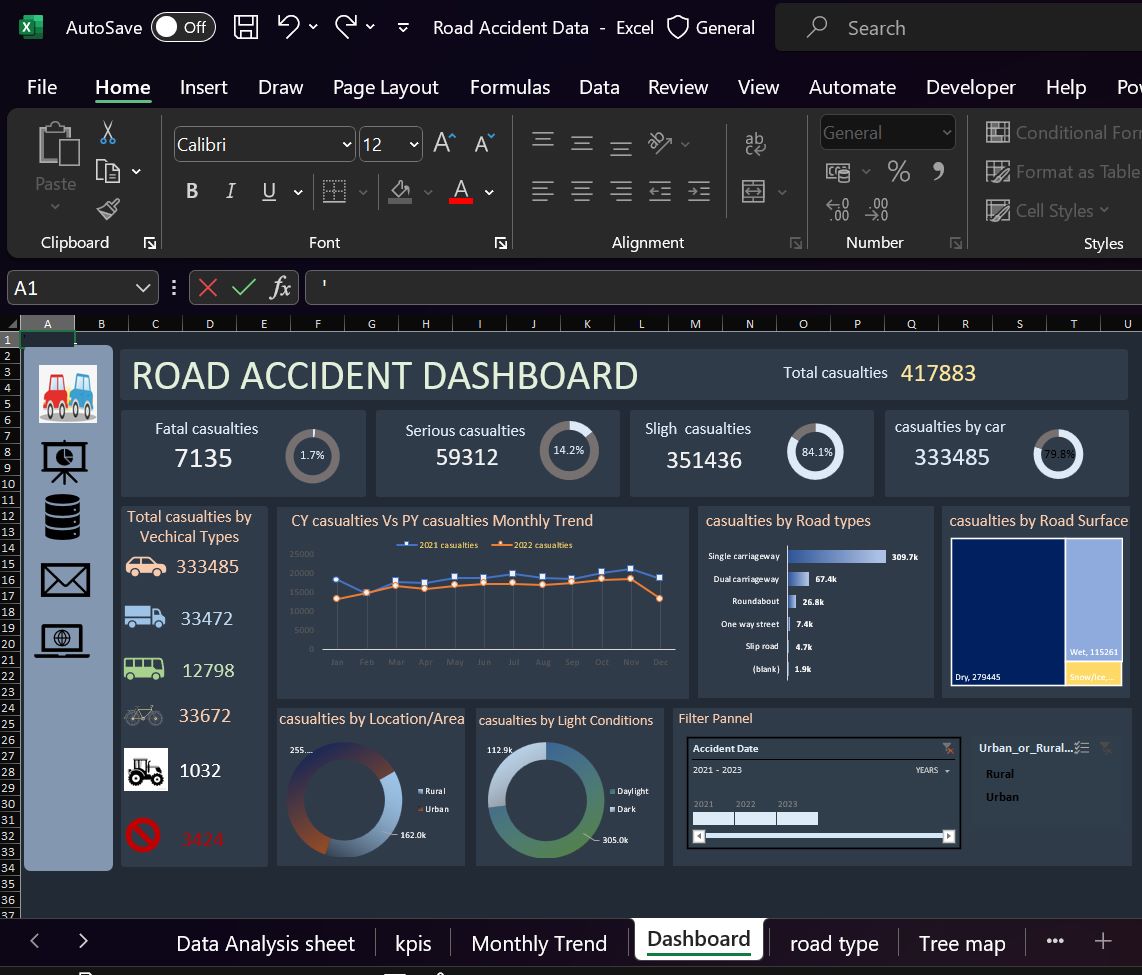 AutoSave Off Road Accident Data - Excel General Search
File Home Insert Draw Page Layout Formulas Data Review View Automate Developer Help
Calibri 12 General Conditional
Paste Format as Table
Cell Styles
Clipboard Font Alignment Number Styles
A1 fx '
A B C D E F G H I J K L M N O P Q R S T U
1
2
3
4
5
6
7
8
9
10
11
12
13
14
15
16
17
18
19
20
21
22
23
24
25
26
27
28
29
30
31
32
33
34
35
36
37
ROAD ACCIDENT DASHBOARD
Total casualties 417883
Fatal casualties
7135
1.7%
Serious casualties
59312
14.2%
Sligh casualties
351436
84.1%
casualties by car
333485
79.8%
Total casualties by
Vechical Types
333485
33472
12798
33672
1032
3424
CY casualties Vs PY casualties Monthly Trend
2021 casualties 2022 casualties
25000
20000
15000
10000
5000
0
Jan Feb Mar Apr May Jun Jul Aug Sep Oct Nov Dec
casualties by Road types
Single carriageway 309.7k
Dual carriageway 67.4k
Roundabout 26.8k
One way street 7.4k
Slip road 4.7k
(blank) 1.9k
casualties by Road Surface
Dry, 279445
Wet, 115261
Snow/Ice,...
casualties by Location/Area
255....
Rural
Urban
162.0k
casualties by Light Conditions
112.9k
Daylight
Dark
305.0k
Filter Pannel
Accident Date
2021 - 2023 YEARS
2021 2022 2023
Urban_or_Rural...
Rural
Urban
Data Analysis sheet kpis Monthly Trend Dashboard road type Tree map ... +